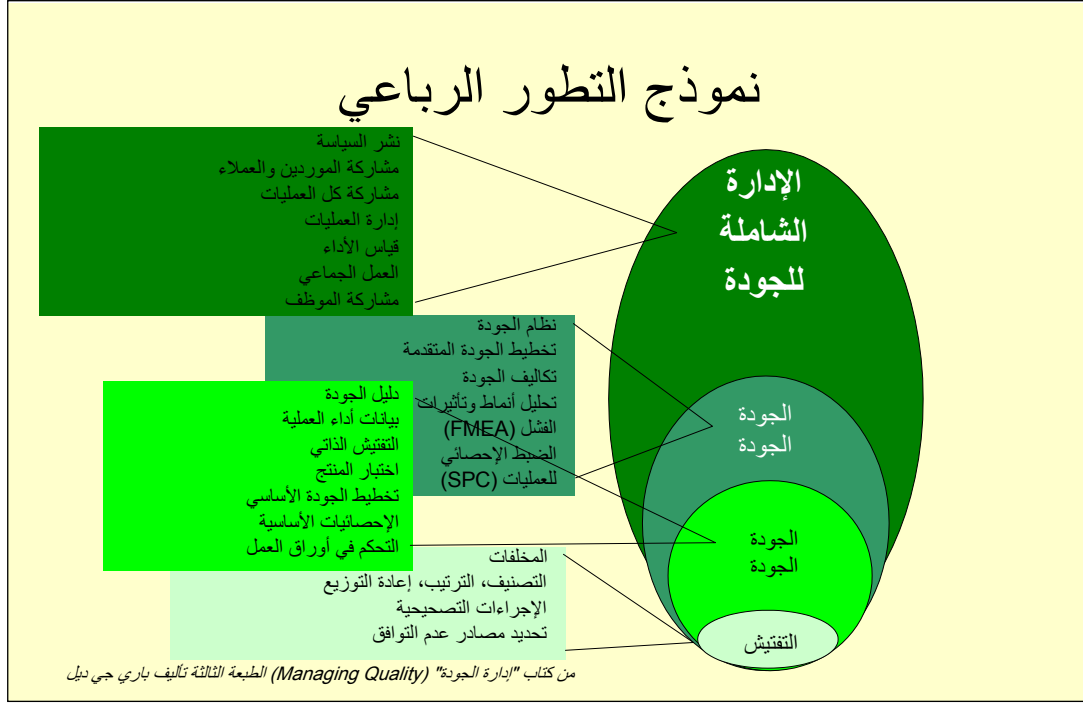 نموذج التطور الرباعي
نشر السياسة
مشاركة الموردين والعملاء
مشاركة كل العمليات
إدارة العمليات
قياس الأداء
العمل الجماعي
مشاركة الموظف
الإدارة
الشاملة
للجودة
نظام الجودة
تخطيط الجودة المتقدمة
تكاليف الجودة
تحليل أنماط وتأثيرات
الفشل (FMEA)
الضبط الإحصائي
للعمليات (SPC)
الجودة
الجودة
دليل الجودة
بيانات أداء العملية
التفتيش الذاتي
اختبار المنتج
تخطيط الجودة الأساسي
الإحصائيات الأساسية
التحكم في أوراق العمل
الجودة
الجودة
المخلفات
التصنيف، الترتيب، إعادة التوزيع
الإجراءات التصحيحية
تحديد مصادر عدم التوافق
التفتيش
من كتاب "إدارة الجودة" (Managing Quality) الطبعة الثالثة تأليف باري جي ديل